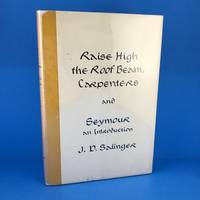 Raise High
the Roof Beam,
Carpenters
and
Seymour
an Introduction
J. D. Salinger